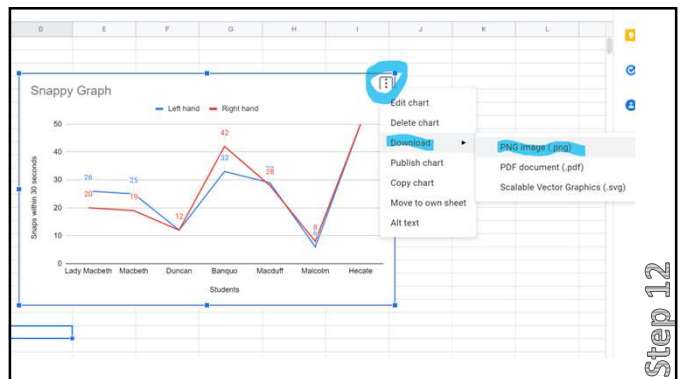 D E F G H I J K L
Snappy Graph
Left hand Right hand
50
40
30
20
10
0
Snaps within 30 seconds
26 25 33 28
20 19 12 42 28 8
Lady Macbeth Macbeth Duncan Banquo Macduff Malcolm Hecate
Students
Edit chart
Delete chart
Download
Publish chart
Copy chart
Move to own sheet
Alt text
PNG image (.png)
PDF document (.pdf)
Scalable Vector Graphics (.svg)
Step 12